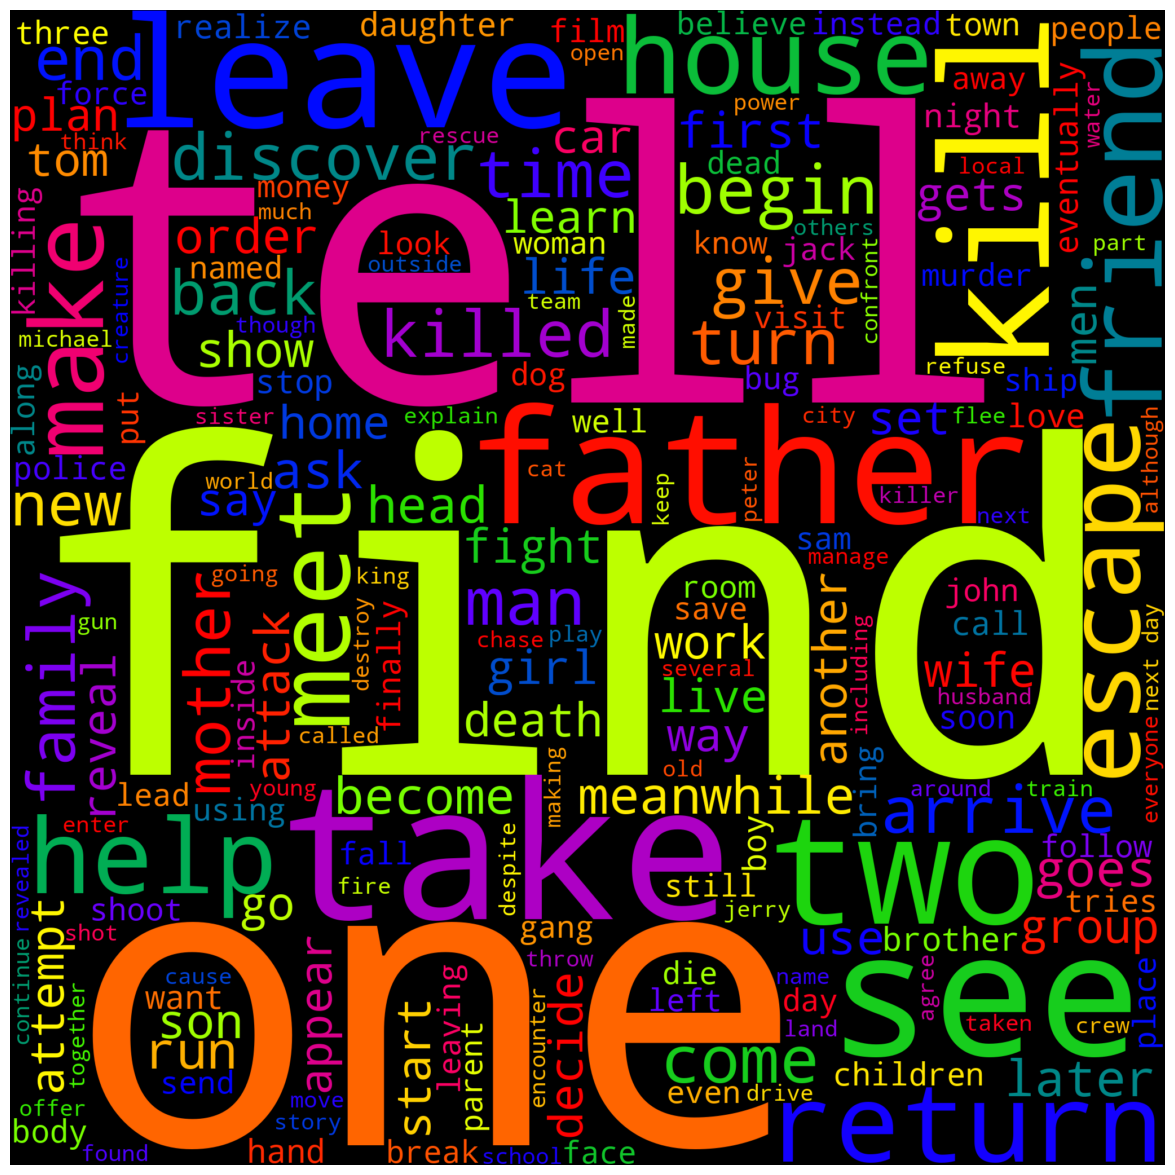 three
realize
daughter
film
believe
instead
town
people
end
leave
open
house
kill
friend
force
away
plan
think
rescue
car
power
first
night
eventually
water
tom
discover
time
dead
local
tell
money
learn
begin
gets
killing
make
much
order
look
woman
others
named
outside
know
jack
confront
part
back
life
give
murder
men
creature
team
made
visit
michael
though
show
killed
turn
refuse
along
stop
dog
bug
ship
put
sister
explain
well
city
set
flee
love
home
father
police
ask
cat
peter
killer
escape
although
new
world
say
meet
head
keep
next
find
fight
sam
manage
family
mother
going
king
man
room
another
john
gun
attack
destroy
finally
chase
play
save
call
girl
work
including
wife
next day
reveal
inside
several
live
husband
called
death
way
soon
everyone
lead
young
become
making
old
meanwhile
bring
around
train
using
arrive
enter
help
take
boy
two
fall
despite
follow
fire
still
goes
revealed
shoot
go
jerry
tries
continue
attempt
shot
gang
use
brother
group
one
appear
throw
see
cause
decide
die
name
agree
place
want
leaving
left
day
son
start
encounter
land
taken
crew
together
run
parent
come
send
even
drive
children
later
offer
move
body
story
return
found
hand
break
school
face